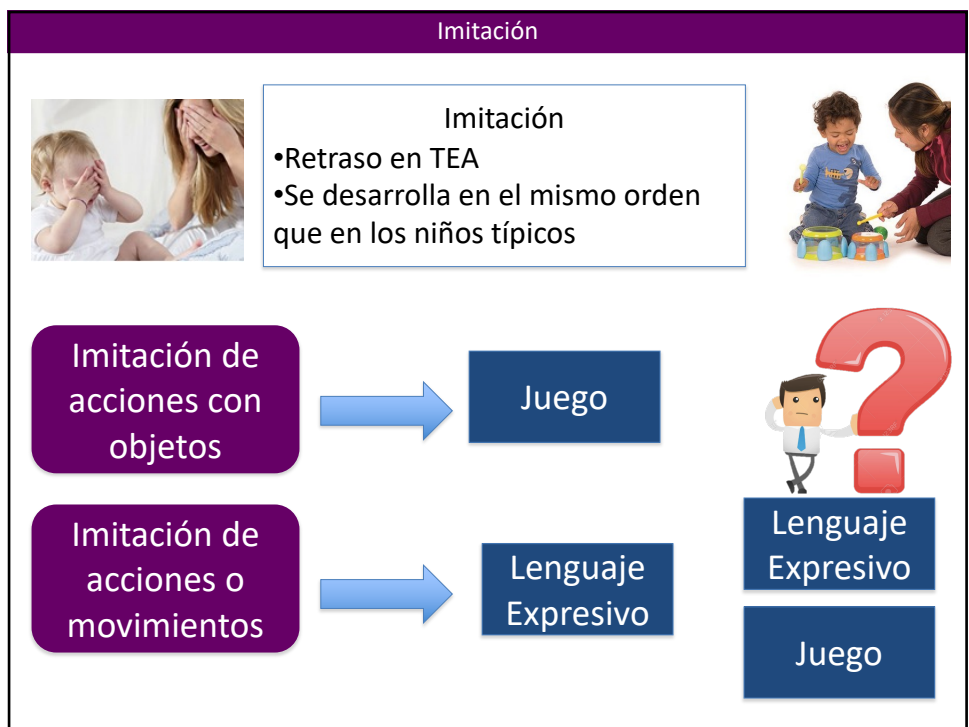 Imitación
Imitación
•Retraso en TEA
•Se desarrolla en el mismo orden
que en los niños típicos
Imitación de
acciones con
objetos
Juego
Imitación de
acciones o
movimientos
Lenguaje
Expresivo
Lenguaje
Expresivo
Juego